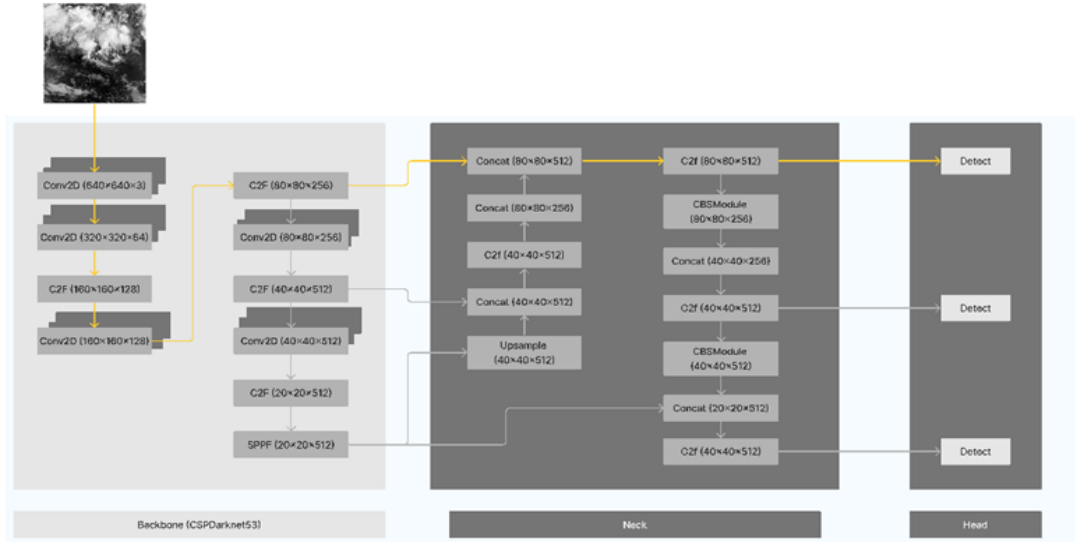 Conv2D (640×640×3)
Conv2D (320×320×64)
C2F (160×160×128)
Conv2D (160×160×128)
C2F (80×80×256)
Conv2D (80×80×256)
C2F (40×40×512)
Conv2D (40×40×512)
C2F (20×20×512)
SPPF (20×20×512)
Concat (80×80×512)
Concat (80×80×256)
C2f (40×40×512)
Concat (40×40×512)
Upsample
(40×40×512)
C2f (80×80×512)
CBSModule
(80×80×256)
Concat (40×40×256)
C2f (40×40×512)
CBSModule
(40×40×512)
Concat (20×20×512)
C2f (40×40×512)
Detect
Detect
Detect
Backbone (CSPDarknet53)
Neck
Head